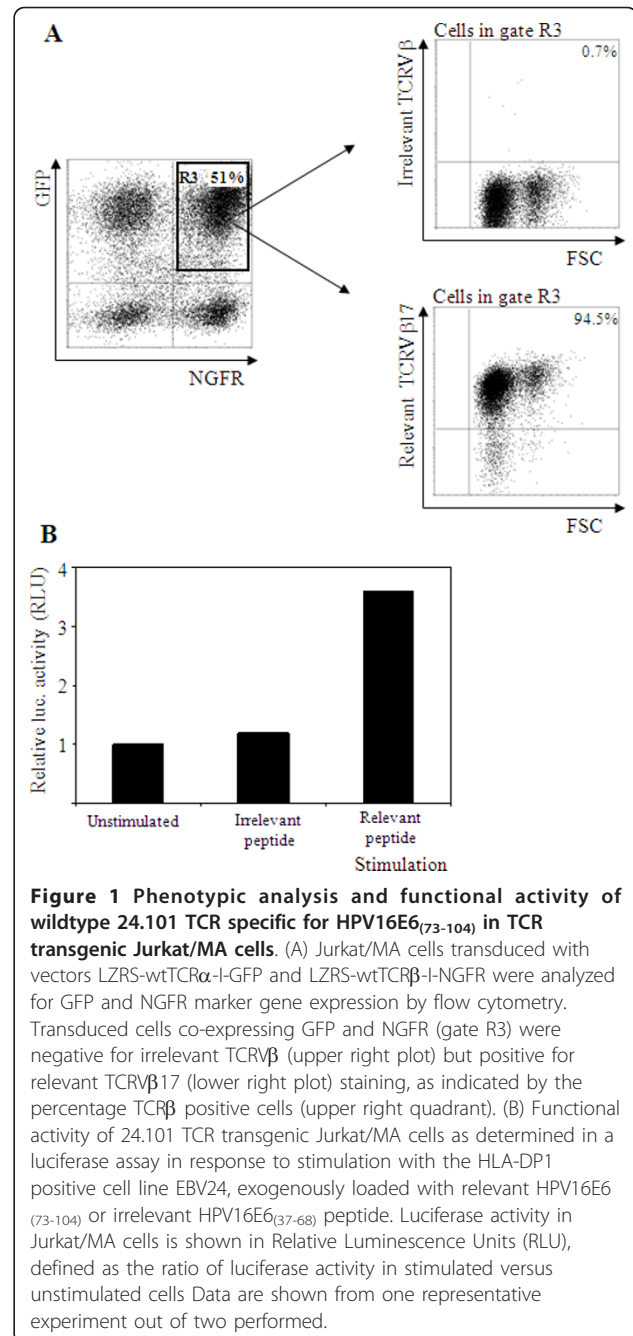 A
Cells in gate R3
0.7%
Irrelevant TCRVβ
FSC
GFP
R3 51%
NGFR
Cells in gate R3
94.5%
Relevant TCRVβ17
FSC
B
Relative luc. activity (RLU)
4
3
2
1
Unstimulated
Irrelevant
peptide
Relevant
peptide
Stimulation
Figure 1 Phenotypic analysis and functional activity of
wildtype 24.101 TCR specific for HPV16E6(73-104) in TCR
transgenic Jurkat/MA cells. (A) Jurkat/MA cells transduced with
vectors LZRS-wtTCRα-I-GFP and LZRS-wtTCRβ-I-NGFR were analyzed
for GFP and NGFR marker gene expression by flow cytometry.
Transduced cells co-expressing GFP and NGFR (gate R3) were
negative for irrelevant TCRVβ (upper right plot) but positive for
relevant TCRVβ17 (lower right plot) staining, as indicated by the
percentage TCRβ positive cells (upper right quadrant). (B) Functional
activity of 24.101 TCR transgenic Jurkat/MA cells as determined in a
luciferase assay in response to stimulation with the HLA-DP1
positive cell line EBV24, exogenously loaded with relevant HPV16E6
(73-104) or irrelevant HPV16E6(37-68) peptide. Luciferase activity in
Jurkat/MA cells is shown in Relative Luminescence Units (RLU),
defined as the ratio of luciferase activity in stimulated versus
unstimulated cells Data are shown from one representative
experiment out of two performed.